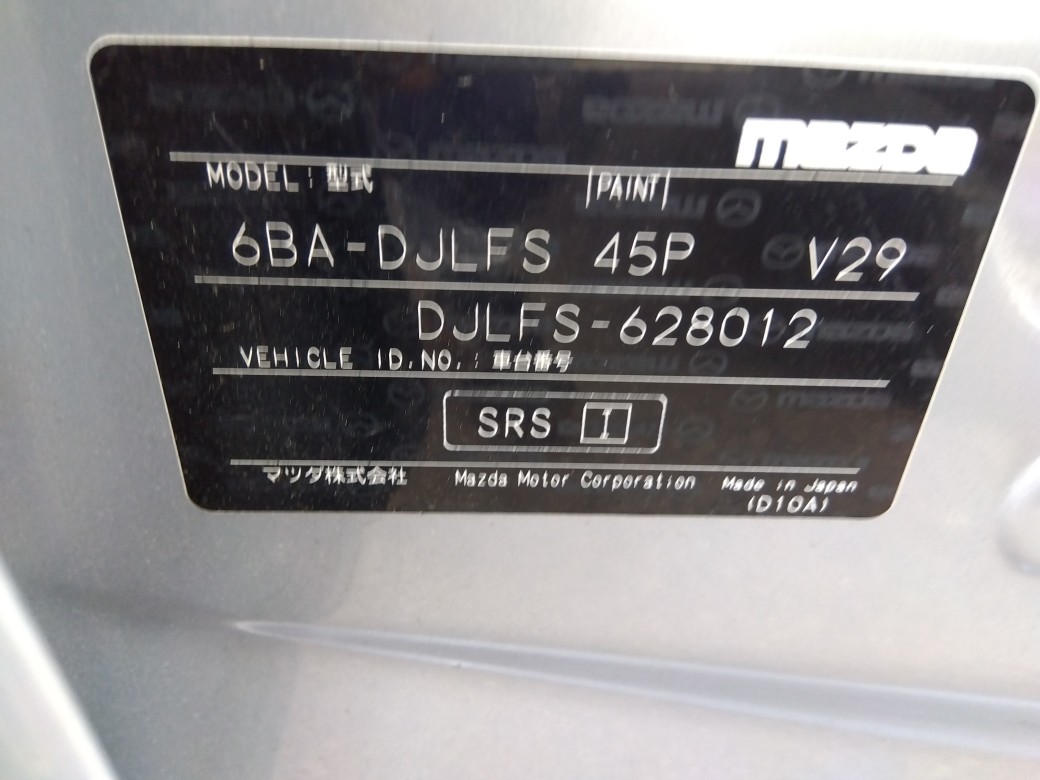 mazda
MODEL : 型式 PAINT
6BA-DJLFS 45P V29
DJLFS-628012
VEHICLE ID.NO. : 車台番号
SRS 1
マツダ株式会社 Mazda Motor Corporation Made in Japan
(D10A)